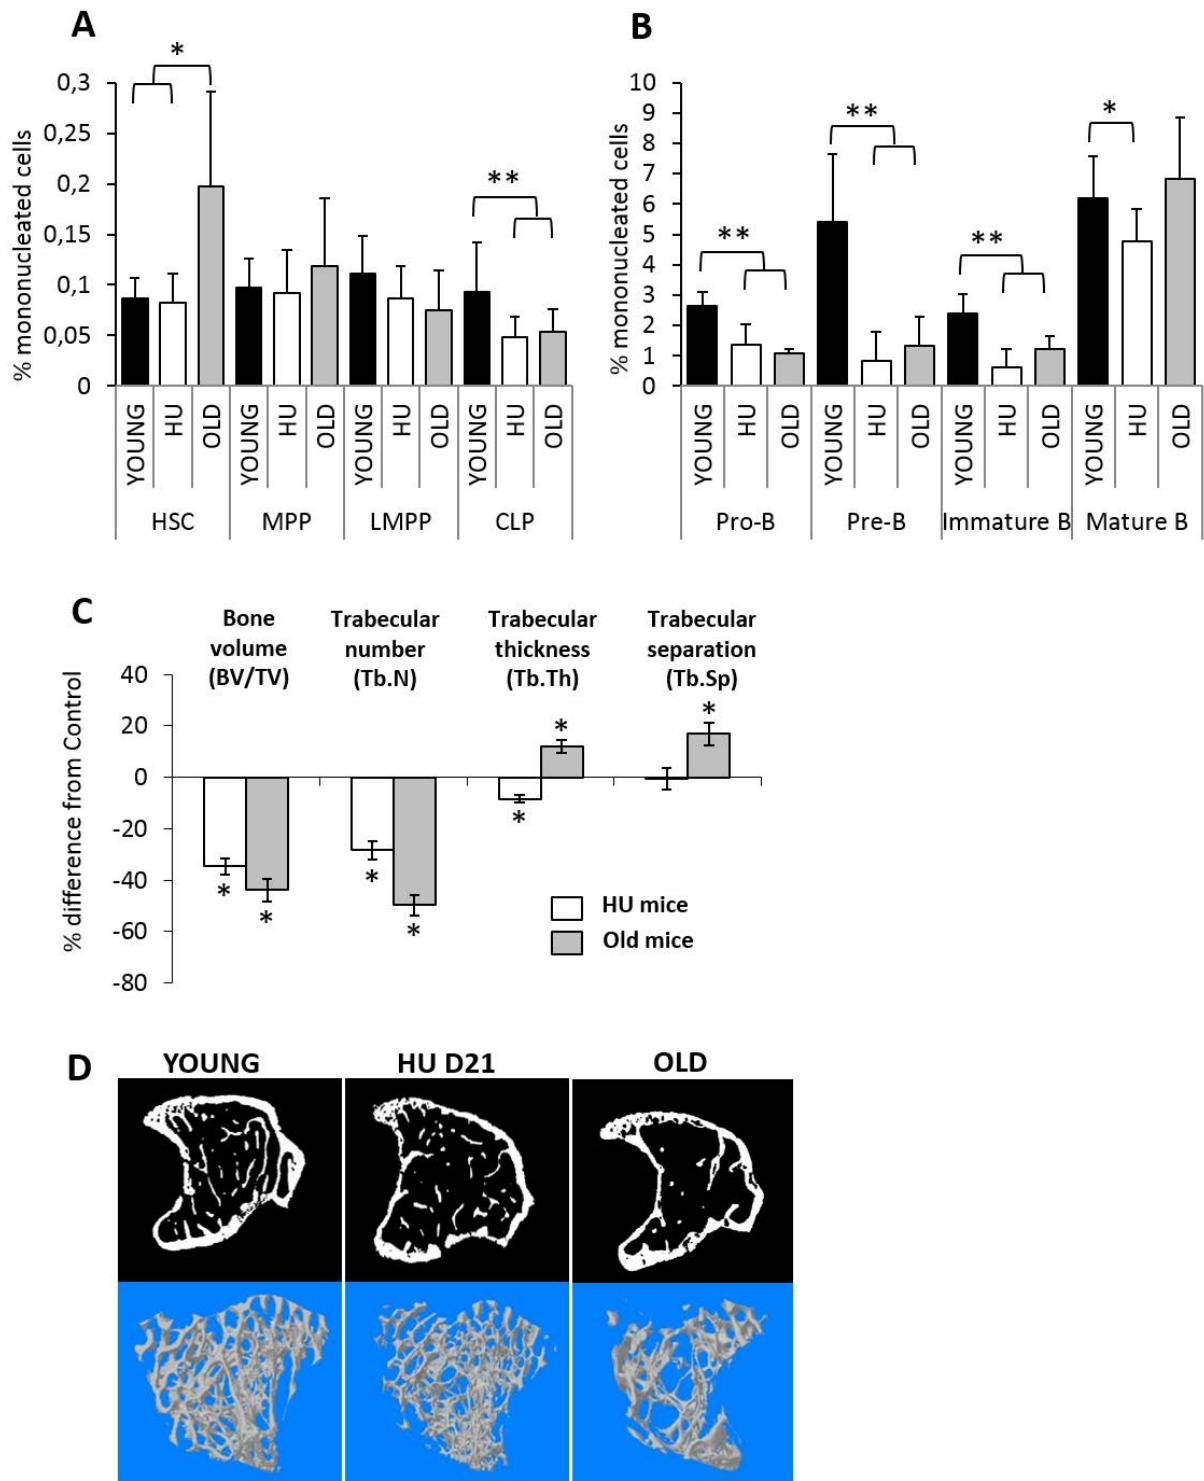 A
*
**
% mononucleated cells
0,3
0,25
0,2
0,15
0,1
0,05
0
YOUNG HU OLD YOUNG HU OLD YOUNG HU OLD YOUNG HU OLD
HSC MPP LMPP CLP
B
**
**
**
*
% mononucleated cells
10
9
8
7
6
5
4
3
2
1
0
YOUNG HU OLD YOUNG HU OLD YOUNG HU OLD YOUNG HU OLD
Pro-B Pre-B Immature B Mature B
C
Bone
volume
(BV/TV)
Trabecular
number
(Tb.N)
Trabecular
thickness
(Tb.Th)
Trabecular
separation
(Tb.Sp)
% difference from Control
40
20
0
-20
-40
-60
-80
* * * * * * *
HU mice
Old mice
D
YOUNG HU D21 OLD